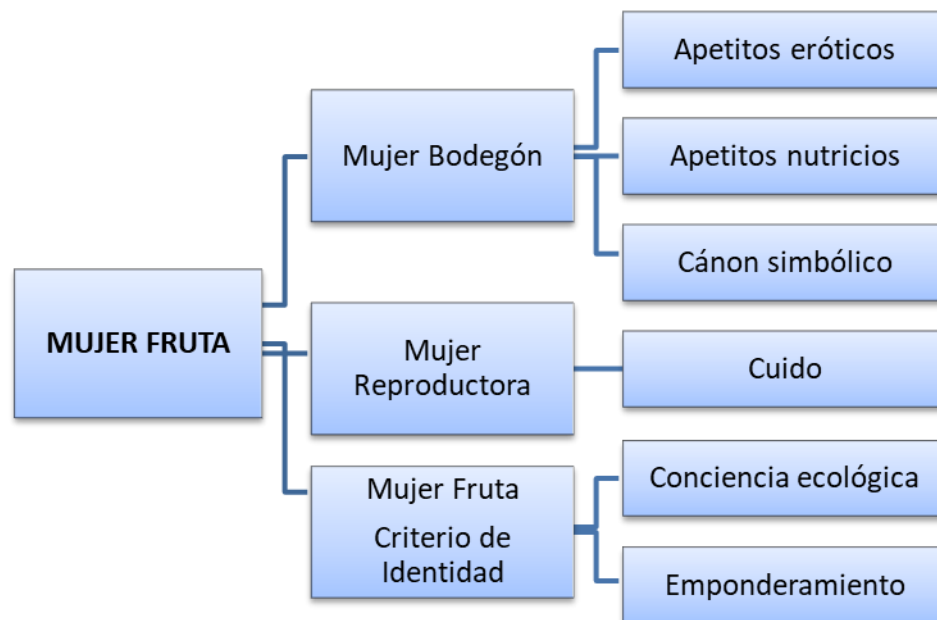 MUJER FRUTA
Mujer Bodegón
Apetitos eróticos
Apetitos nutricios
Cánon simbólico
Mujer
Reproductora
Cuido
Mujer Fruta
Criterio de
Identidad
Conciencia ecológica
Emponderamiento